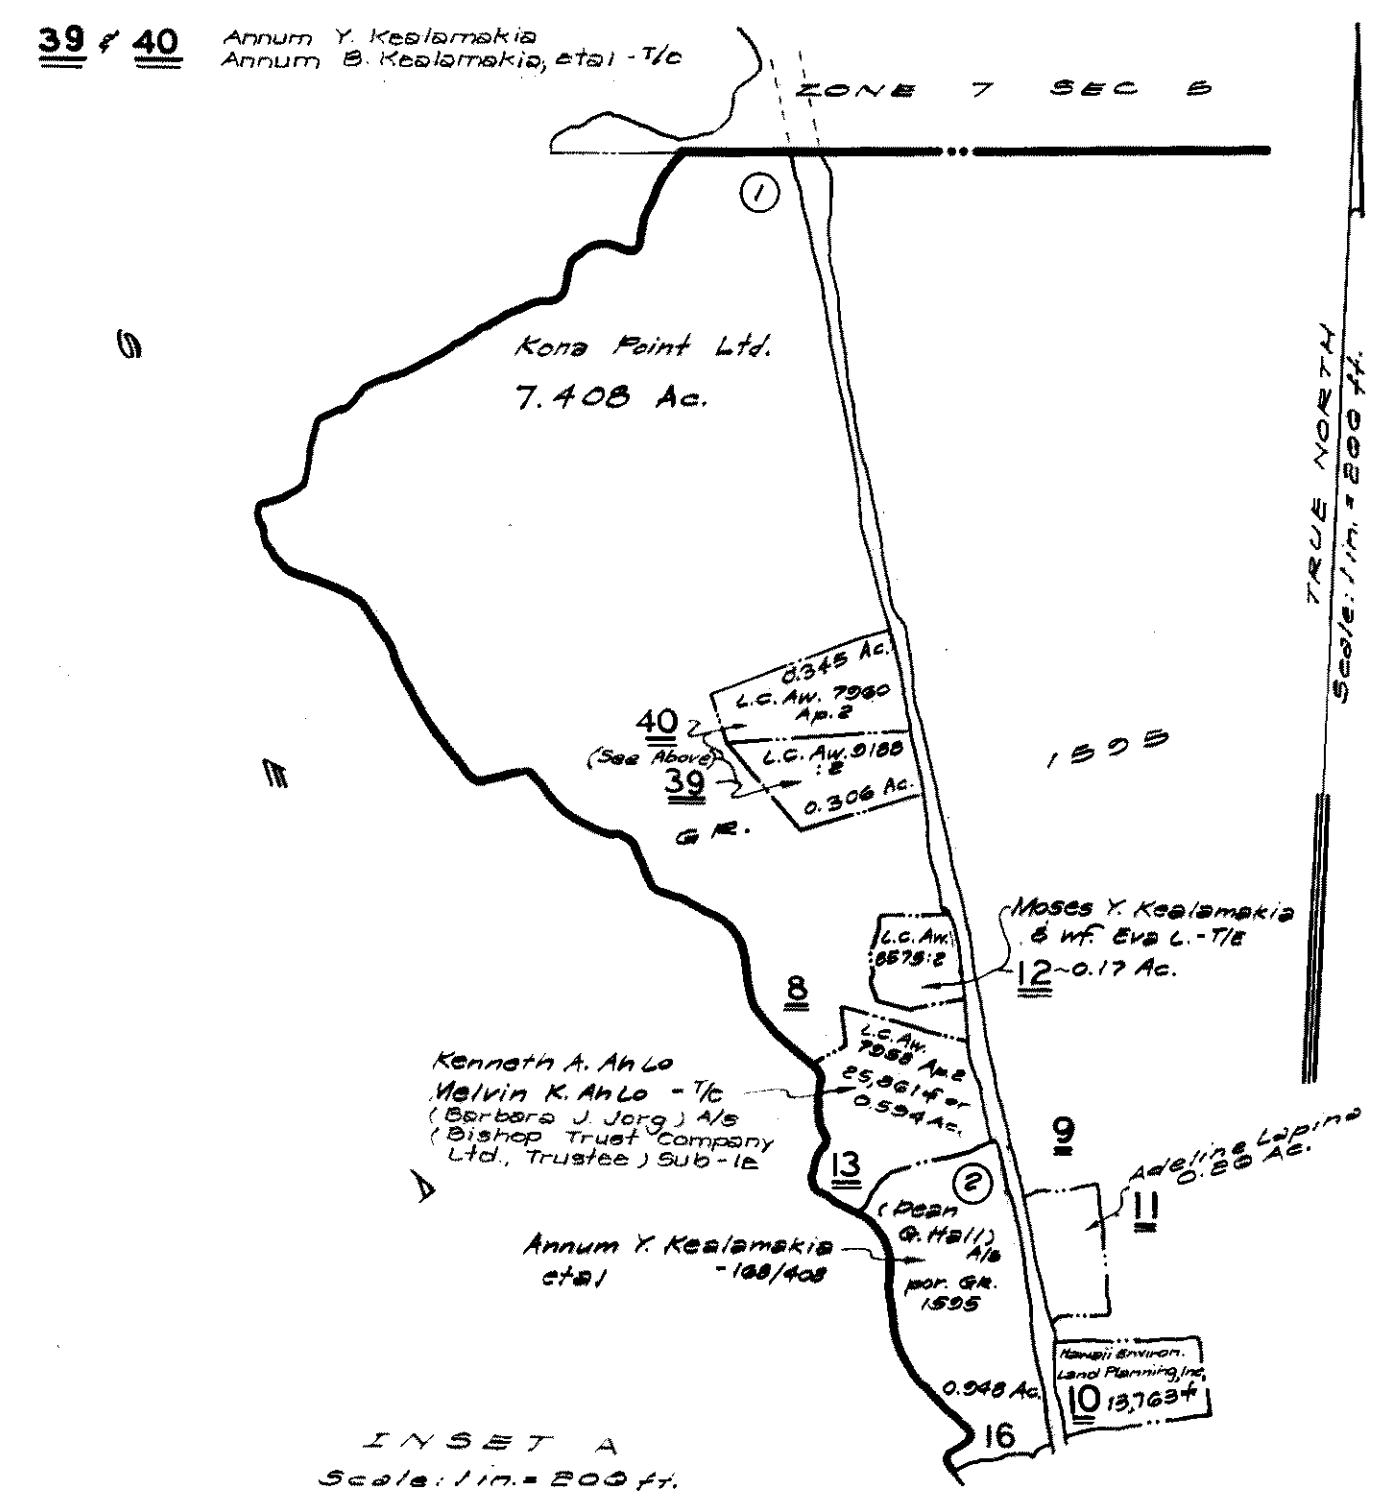 39 & 40 Annum Y. Kealamakia
Annum B. Kealamakia, etal - T/C
ZONE 7 SEC 5
1
Kona Point Ltd.
7.408 Ac.
TRUE NORTH
Scale: 1 in. = 200 ft.
0.345 Ac.
L.C. Aw. 7960
Ap. 2
40
(See Above)
39
L.C. Aw. 9188
: 2
0.306 Ac.
GR.
1595
Moses Y. Kealamakia
& wf. Eva L. - T/E
12 ~ 0.17 Ac.
L.C. Aw.
8575:2
8
L.C. Aw.
7958 Ap. 2
25,861 ⌗ or
0.594 Ac.
Kenneth A. Ah Lo
Melvin K. Ah Lo - T/C
(Barbara J. Jorg) A/s
(Bishop Trust Company
Ltd., Trustee) Sub-le
13
9
Adeline Lapina
11
2
(Dean
G. Hall)
A/s
por. GR.
1595
Annum Y. Kealamakia
etal - 168/408
0.948 Ac.
16
Hawaii Environ.
Land Planning, Inc,
10 13,763 ⌗
INSET A
Scale: 1 in. = 200 ft.